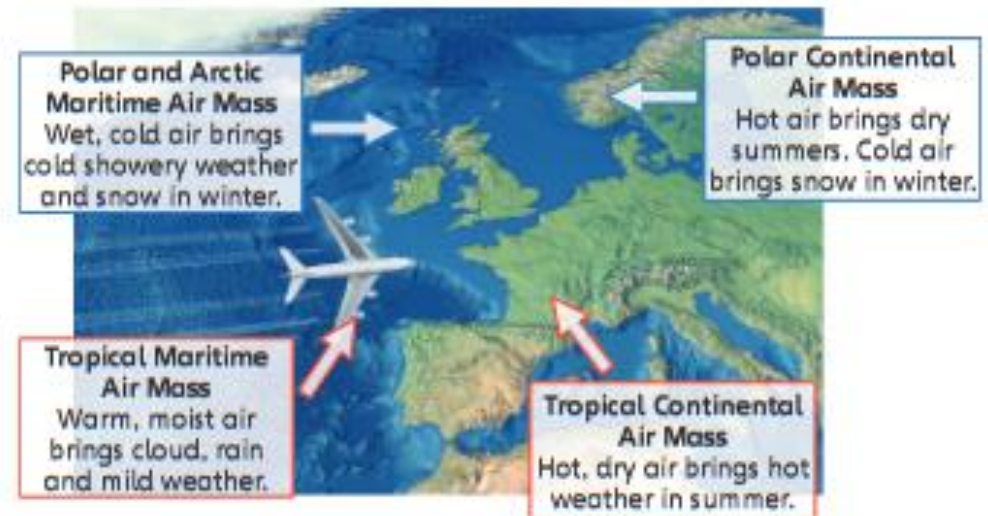 Polar and Arctic
Maritime Air Mass
Wet, cold air brings
cold showery weather
and snow in winter.
Polar Continental
Air Mass
Hot air brings dry
summers. Cold air
brings snow in winter.
Tropical Maritime
Air Mass
Warm, moist air
brings cloud, rain
and mild weather.
Tropical Continental
Air Mass
Hot, dry air brings hot
weather in summer.